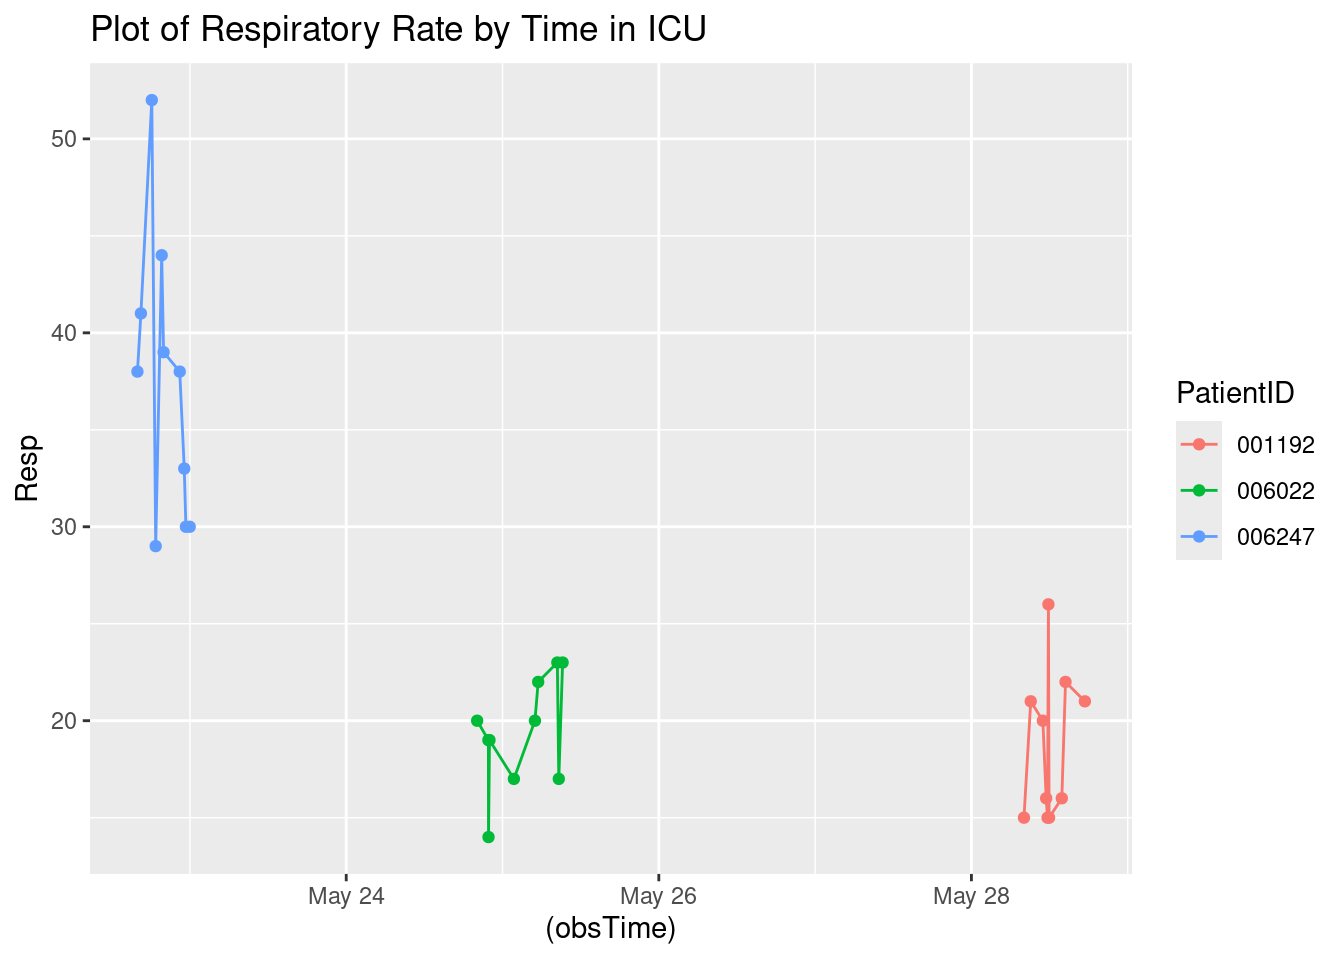 Plot of Respiratory Rate by Time in ICU
50
40
30
20
Resp
May 24
May 26
May 28
(obsTime)
PatientID
001192
006022
006247